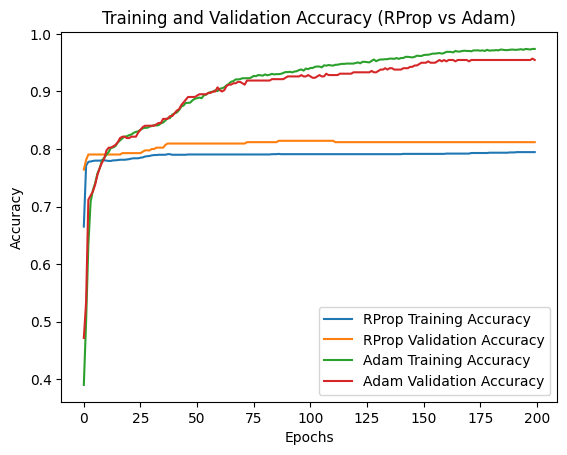 Training and Validation Accuracy (RProp vs Adam)
1.0
0.9
0.8
0.7
0.6
0.5
0.4
Accuracy
RProp Training Accuracy
RProp Validation Accuracy
Adam Training Accuracy
Adam Validation Accuracy
0 25 50 75 100 125 150 175 200
Epochs